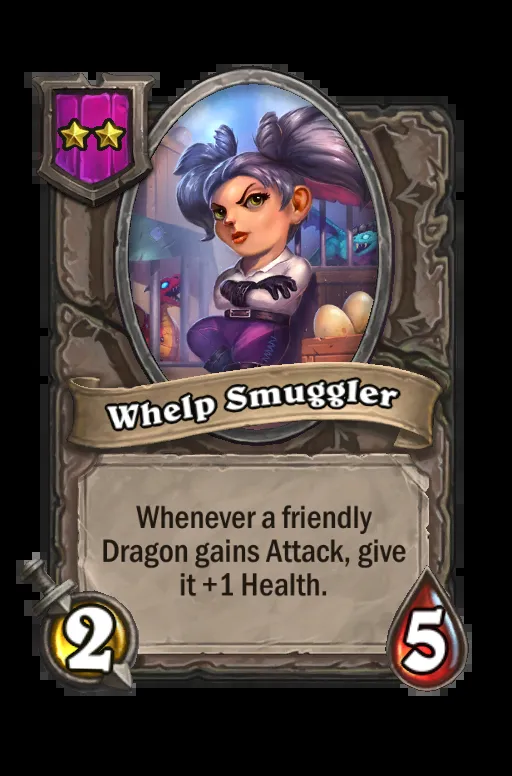 Whelp Smuggler
Whenever a friendly
Dragon gains Attack, give
it +1 Health.
2
5